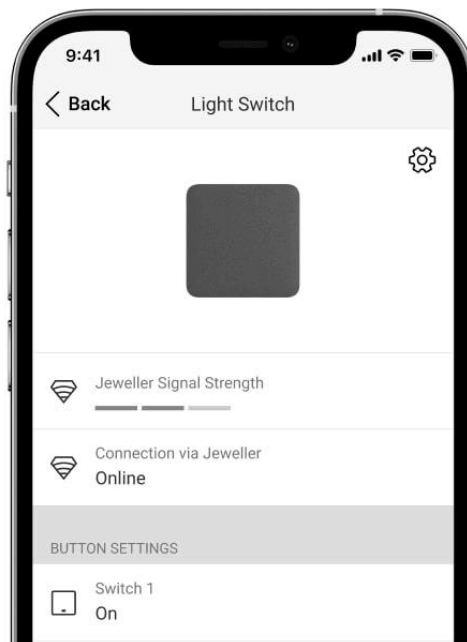 9:41
Back
Light Switch
Jeweller Signal Strength
Connection via Jeweller
Online
BUTTON SETTINGS
Switch 1
On